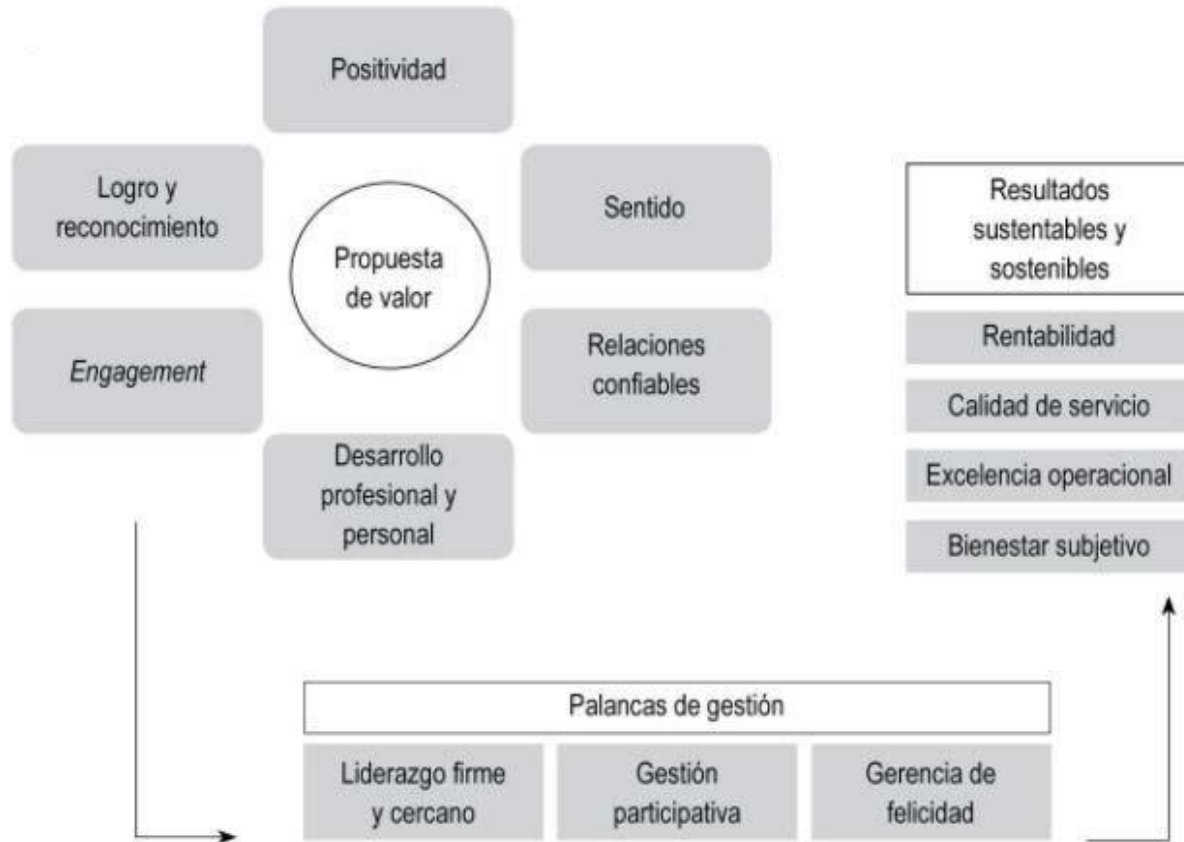 Positividad
Logro y
reconocimiento
Sentido
Propuesta
de valor
Engagement
Relaciones
confiables
Desarrollo
profesional y
personal
Resultados
sustentables y
sostenibles
Rentabilidad
Calidad de servicio
Excelencia operacional
Bienestar subjetivo
Palancas de gestión
Liderazgo firme
y cercano
Gestión
participativa
Gerencia de
felicidad